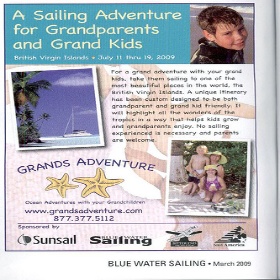 A Sailing Adventure
for Grandparents
and Grand Kids
British Virgin Islands • July 11 thru 19, 2009
For a grand adventure with your grand
kids, take them sailing to one of the
most beautiful places in the world, the
British Virgin Islands. A unique itinerary
has been custom designed to be both
grandparent and grand kid friendly. It
will highlight all the wonders of the
tropics in a way that helps kids grow
and grandparents enjoy. No sailing
experienced is necessary and parents
are welcome.
GRANDS ADVENTURE
Ocean Adventures with your Grandchildren
www.grandsadventure.com
877.377.5112
Sponsored by
Sunsail
Sailing
BLUE WATER SAILING • March 2009